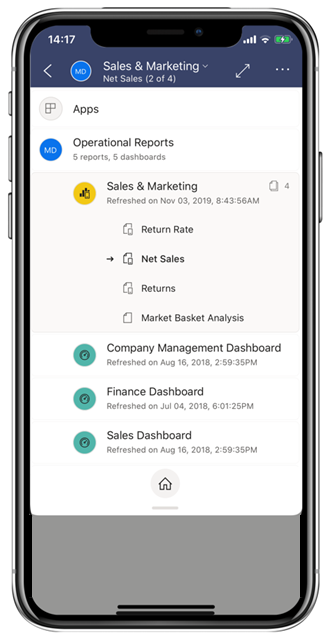 14:17
MD
Sales & Marketing
Net Sales (2 of 4)
Apps
MD
Operational Reports
5 reports, 5 dashboards
Sales & Marketing
4
Refreshed on Nov 03, 2019, 8:43:56AM
Return Rate
Net Sales
Returns
Market Basket Analysis
Company Management Dashboard
Refreshed on Aug 16, 2018, 2:59:35PM
Finance Dashboard
Refreshed on Jul 04, 2018, 6:01:25PM
Sales Dashboard
Refreshed on Aug 16, 2018, 2:59:35PM